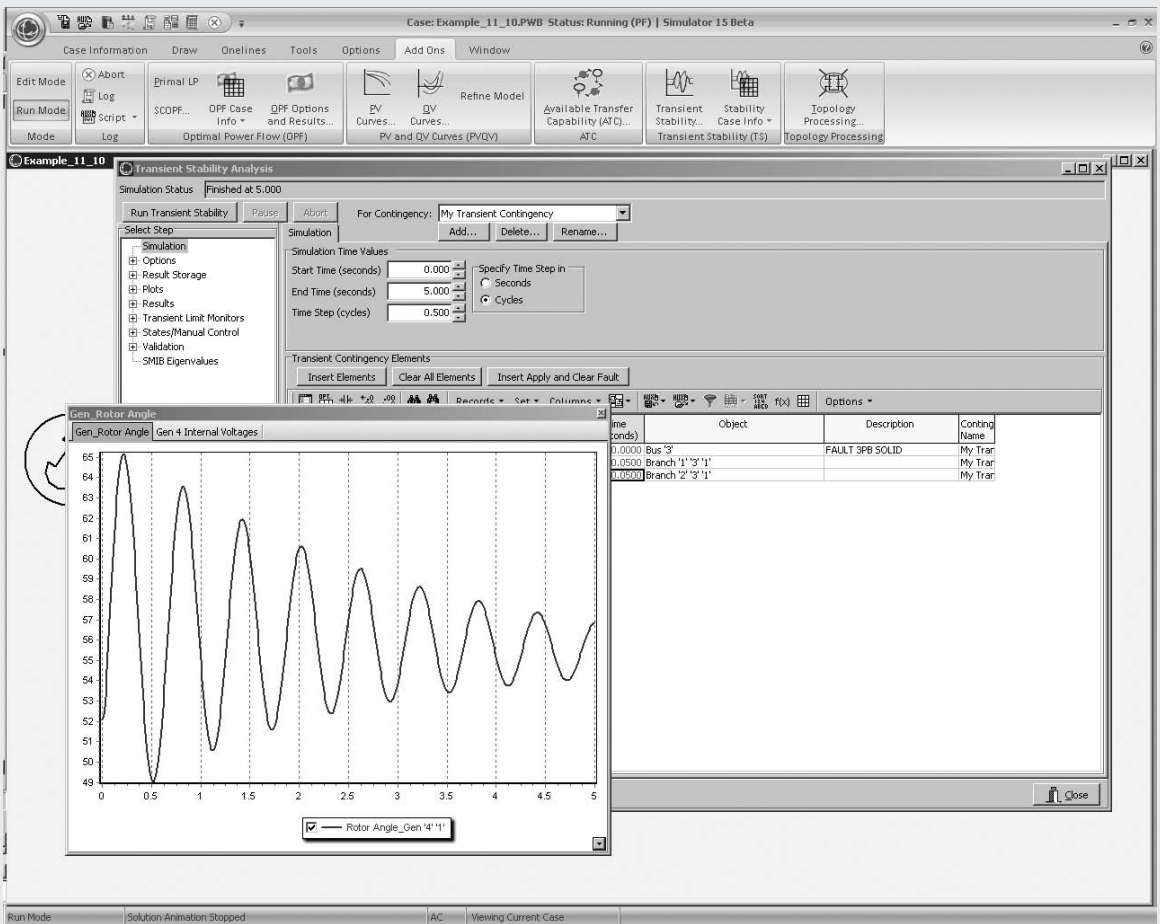 Case: Example_11_10.PWB Status: Running (PF) | Simulator 15 Beta
Case Information Draw Onelines Tools Options Add Ons Window
Edit Mode
Run Mode
Mode
Abort
Log
Script
Log
Primal LP
SCOPF...
OPF Case Info
OPF Options and Results...
Optimal Power Flow (OPF)
PV Curves...
QV Curves...
Refine Model
PV and QV Curves (PVQV)
Available Transfer Capability (ATC)...
ATC
Transient Stability...
Stability Case Info
Transient Stability (TS)
Topology Processing...
Topology Processing
Example_11_10
Transient Stability Analysis
Simulation Status Finished at 5.000
Run Transient Stability Pause Abort For Contingency: My Transient Contingency
Add... Delete... Rename...
Select Step
Simulation
Options
Result Storage
Plots
Results
Transient Limit Monitors
States/Manual Control
Validation
SMIB Eigenvalues
Simulation
Simulation Time Values
Start Time (seconds) 0.000
End Time (seconds) 5.000
Time Step (cycles) 0.500
Specify Time Step in
Seconds
Cycles
Transient Contingency Elements
Insert Elements Clear All Elements Insert Apply and Clear Fault
Records Set Columns
SORT 124 ABCD f(x) Options
ime onds) Object Description Conting Name
0.0000 Bus '3' FAULT 3PB SOLID My Trar
0.0500 Branch '1' '3' '1' My Trar
0.0500 Branch '2' '3' '1' My Trar
Gen_Rotor Angle
Gen_Rotor Angle Gen 4 Internal Voltages
65
64
63
62
61
60
59
58
57
56
55
54
53
52
51
50
49
0 0.5 1 1.5 2 2.5 3 3.5 4 4.5 5
Rotor Angle_Gen '4' '1'
Close
Run Mode Solution Animation Stopped AC Viewing Current Case